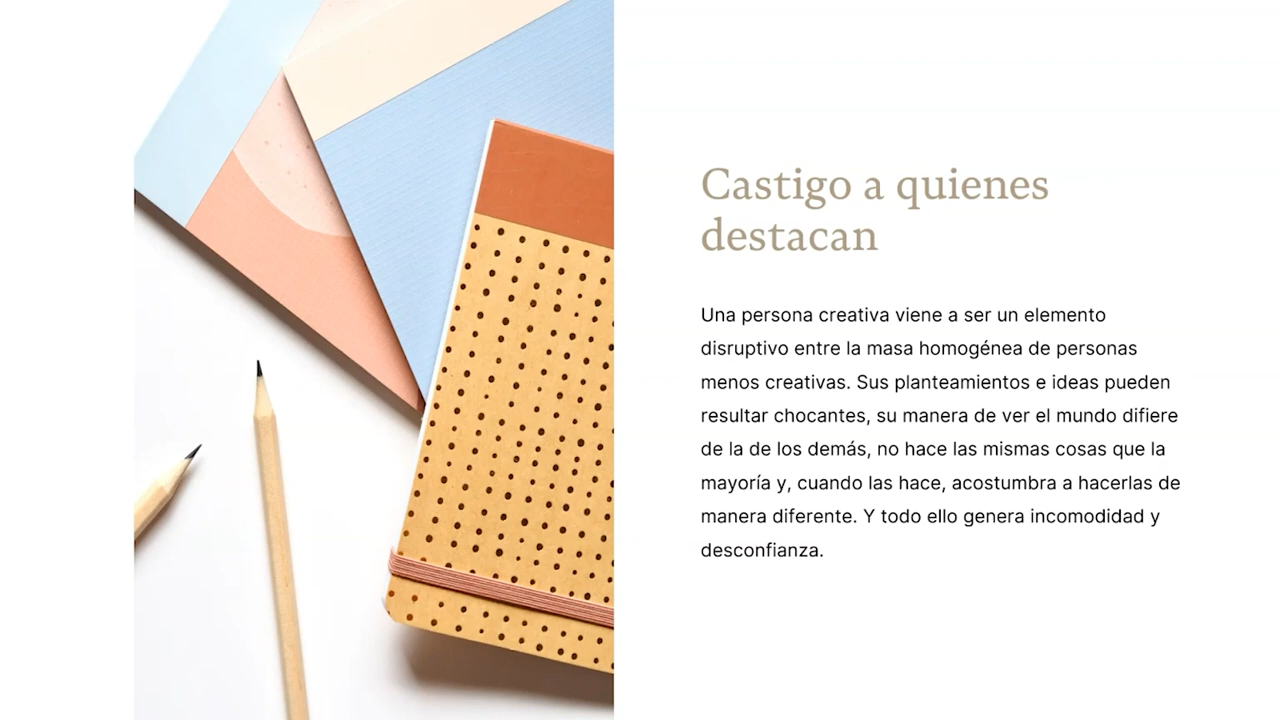 Castigo a quienes
destacan
Una persona creativa viene a ser un elemento
disruptivo entre la masa homogénea de personas
menos creativas. Sus planteamientos e ideas pueden
resultar chocantes, su manera de ver el mundo difiere
de la de los demás, no hace las mismas cosas que la
mayoría y, cuando las hace, acostumbra a hacerlas de
manera diferente. Y todo ello genera incomodidad y
desconfianza.